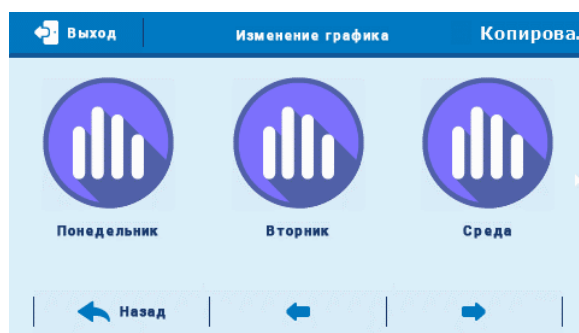 Выход Изменение графика Копирова.
Понедельник Вторник Среда
Назад